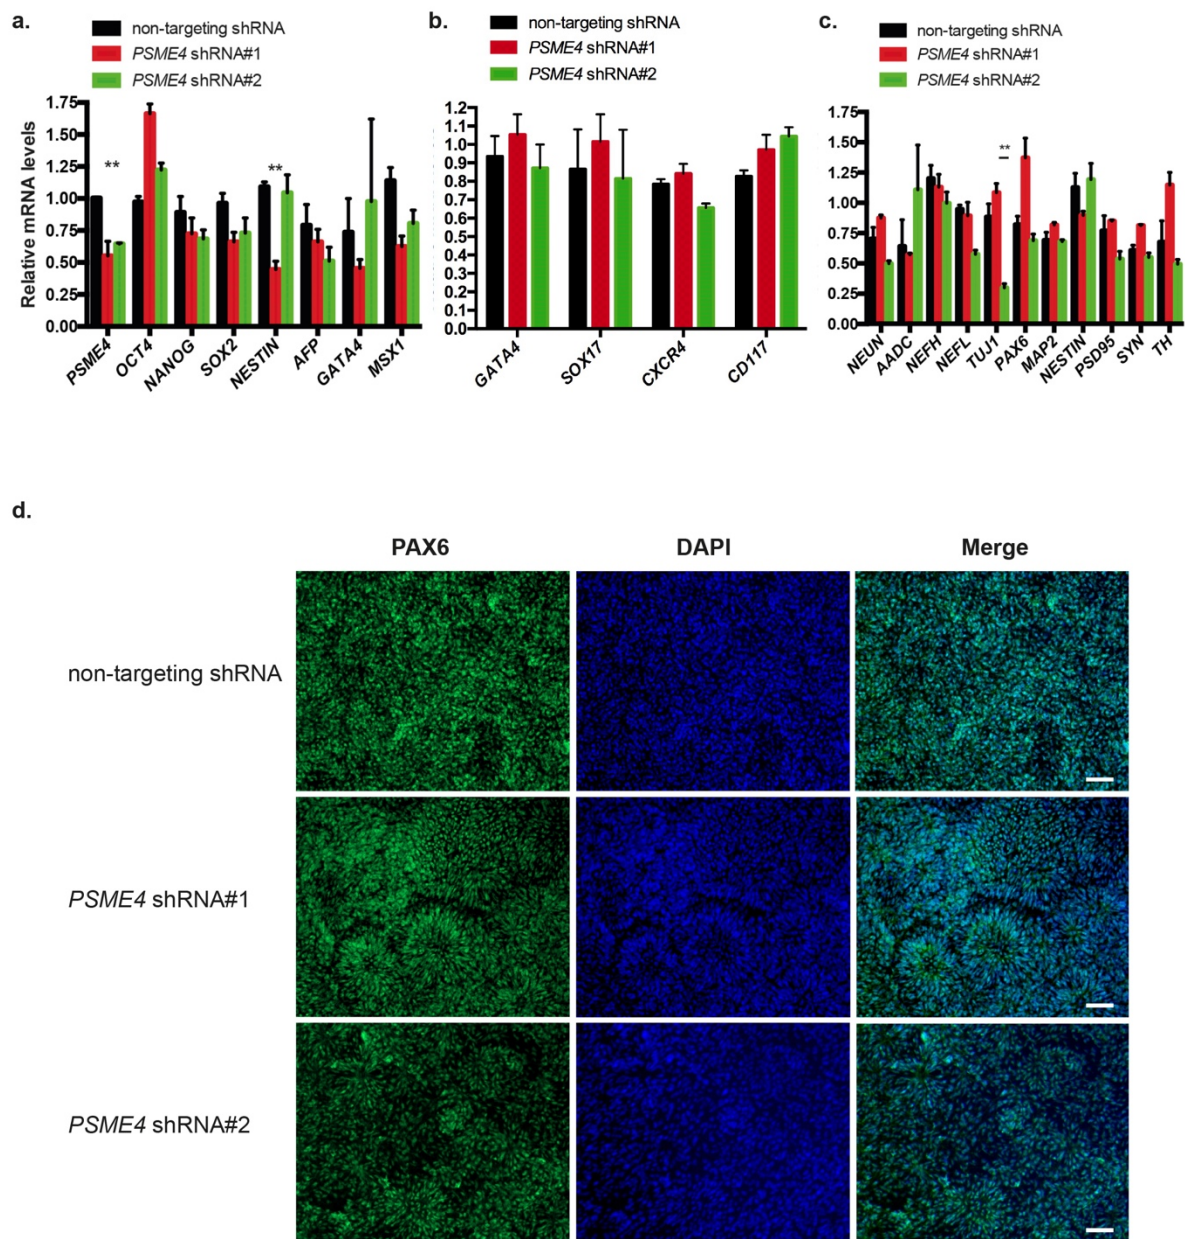 a.
non-targeting shRNA
PSME4 shRNA#1
PSME4 shRNA#2
Relative mRNA levels
1.75
1.50
1.25
1.00
0.75
0.50
0.25
0.00
**
**
PSME4
OCT4
NANOG
SOX2
NESTIN
AFP
GATA4
MSX1
b.
non-targeting shRNA
PSME4 shRNA#1
PSME4 shRNA#2
1.2
1.1
1.0
0.9
0.8
0.7
0.6
0.5
0.4
0.3
0.2
0.1
0.0
GATA4
SOX17
CXCR4
CD117
c.
non-targeting shRNA
PSME4 shRNA#1
PSME4 shRNA#2
1.75
1.50
1.25
1.00
0.75
0.50
0.25
0.00
**
NEUN
AADC
NEFH
NEFL
TUJ1
PAX6
MAP2
NESTIN
PSD95
SYN
TH
d.
PAX6 DAPI Merge
non-targeting shRNA
PSME4 shRNA#1
PSME4 shRNA#2